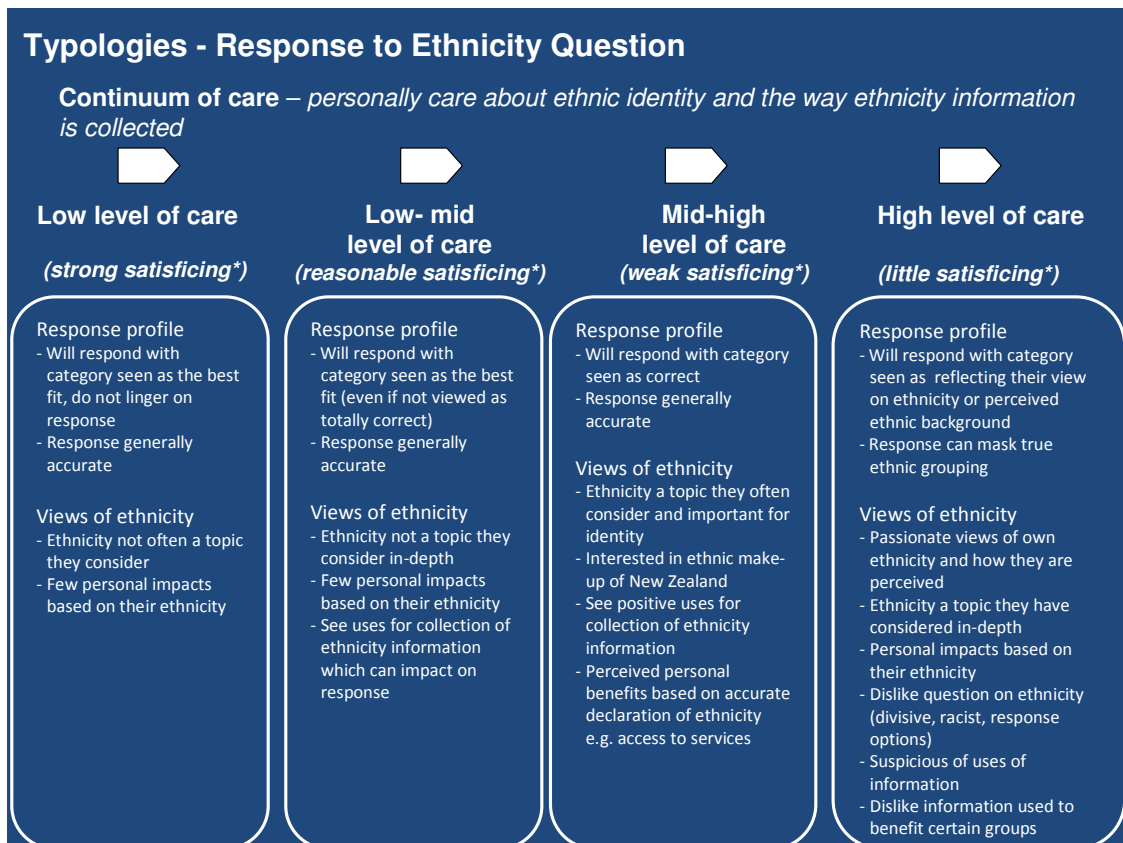 Typologies - Response to Ethnicity Question
Continuum of care – personally care about ethnic identity and the way ethnicity information
is collected
Low level of care
(strong satisficing*)
Response profile
- Will respond with
category seen as the best
fit, do not linger on
response
- Response generally
accurate
Views of ethnicity
- Ethnicity not often a topic
they consider
- Few personal impacts
based on their ethnicity
Low- mid
level of care
(reasonable satisficing*)
Response profile
- Will respond with
category seen as the best
fit (even if not viewed as
totally correct)
- Response generally
accurate
Views of ethnicity
- Ethnicity not a topic they
consider in-depth
- Few personal impacts
based on their ethnicity
- See uses for collection of
ethnicity information
which can impact on
response
Mid-high
level of care
(weak satisficing*)
Response profile
- Will respond with category
seen as correct
- Response generally
accurate
Views of ethnicity
- Ethnicity a topic they often
consider and important for
identity
- Interested in ethnic make-
up of New Zealand
- See positive uses for
collection of ethnicity
information
- Perceived personal
benefits based on accurate
declaration of ethnicity
e.g. access to services
High level of care
(little satisficing*)
Response profile
- Will respond with category
seen as reflecting their view
on ethnicity or perceived
ethnic background
- Response can mask true
ethnic grouping
Views of ethnicity
- Passionate views of own
ethnicity and how they are
perceived
- Ethnicity a topic they have
considered in-depth
- Personal impacts based on
their ethnicity
- Dislike question on ethnicity
(divisive, racist, response
options)
- Suspicious of uses of
information
- Dislike information used to
benefit certain groups